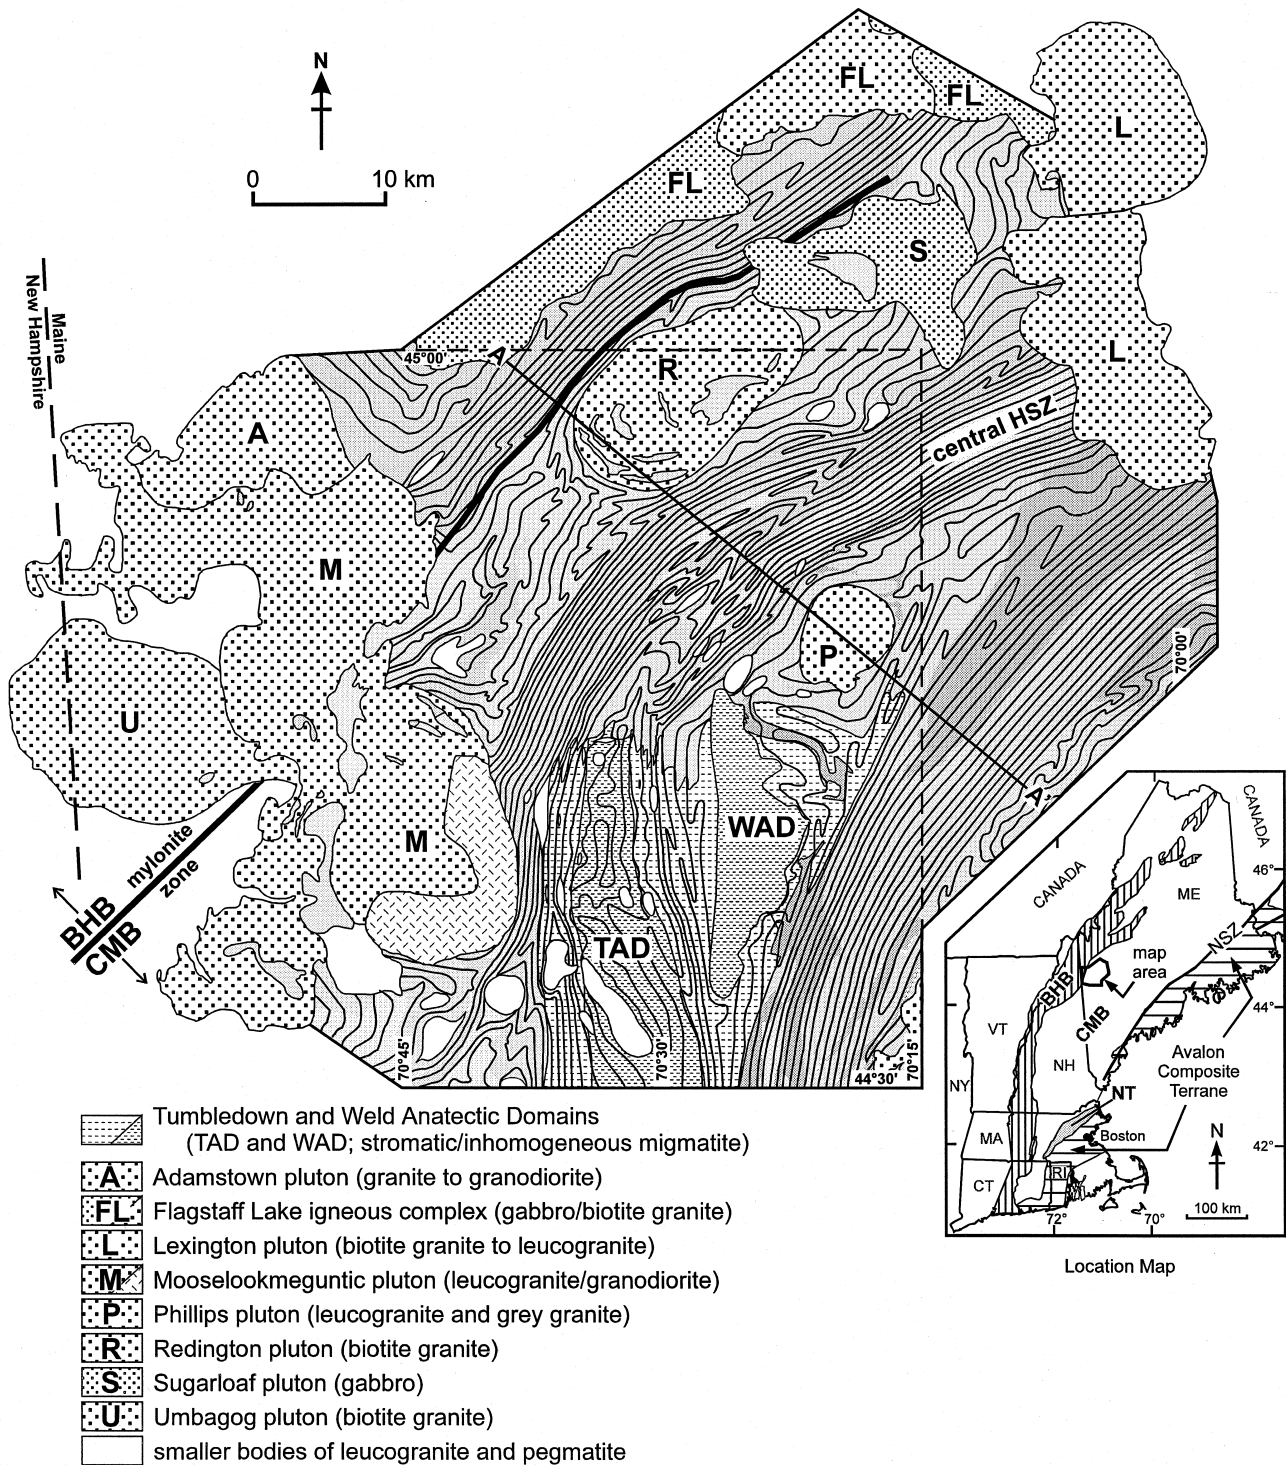 N
0 10 km
FL
FL
FL
L
S
L
Maine
New Hampshire
45°00'
A
R
A
central HSZ
M
P
70°00'
U
A'
M
WAD
TAD
mylonite
zone
BHB
CMB
70°45'
70°30'
44°30'
70°15'
CANADA
CANADA
46°
ME
NSZ
map
area
BHB
CMB
44°
VT
NH
NY
Avalon
Composite
Terrane
NT
MA
Boston
N
42°
CT
RI
72°
70°
100 km
Location Map
Tumbledown and Weld Anatectic Domains
(TAD and WAD; stromatic/inhomogeneous migmatite)
A Adamstown pluton (granite to granodiorite)
FL Flagstaff Lake igneous complex (gabbro/biotite granite)
L Lexington pluton (biotite granite to leucogranite)
M Mooselookmeguntic pluton (leucogranite/granodiorite)
P Phillips pluton (leucogranite and grey granite)
R Redington pluton (biotite granite)
S Sugarloaf pluton (gabbro)
U Umbagog pluton (biotite granite)
smaller bodies of leucogranite and pegmatite